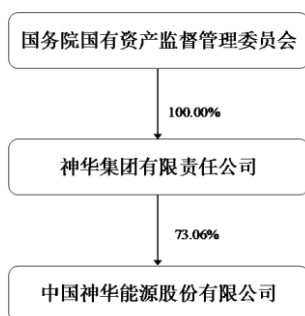 国务院国有资产监督管理委员会
100.00%
神华集团有限责任公司
73.06%
中国神华能源股份有限公司